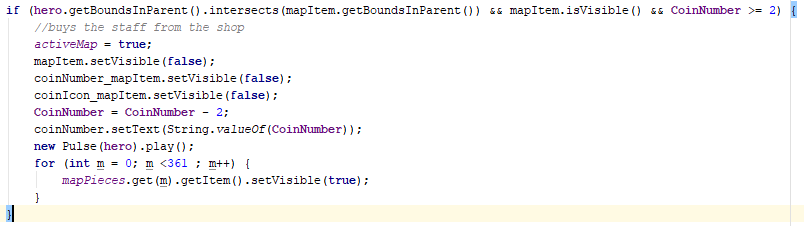 if (hero.getBoundsInParent().intersects(mapItem.getBoundsInParent()) && mapItem.isVisible() && CoinNumber >= 2) {
//buys the staff from the shop
activeMap = true;
mapItem.setVisible(false);
coinNumber_mapItem.setVisible(false);
coinIcon_mapItem.setVisible(false);
CoinNumber = CoinNumber - 2;
coinNumber.setText(String.valueOf(CoinNumber));
new Pulse(hero).play();
for (int m = 0; m <361 ; m++) {
mapPieces.get(m).getItem().setVisible(true);
}
}